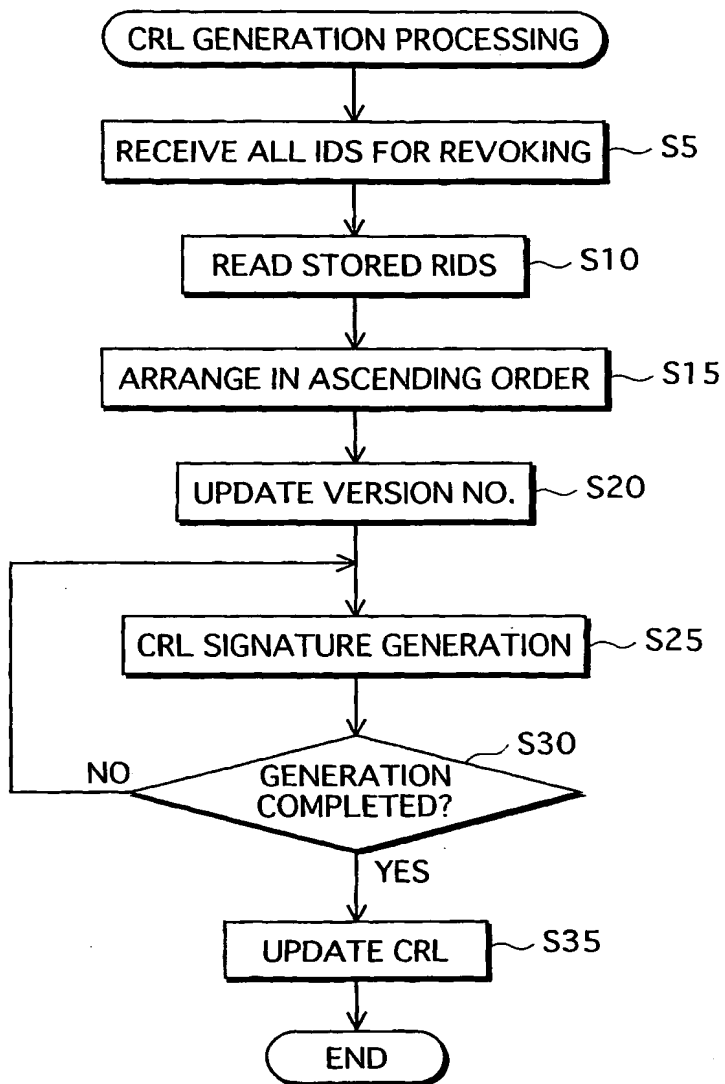 CRL GENERATION PROCESSING
RECEIVE ALL IDS FOR REVOKING
S5
READ STORED RIDS
S10
ARRANGE IN ASCENDING ORDER
S15
UPDATE VERSION NO.
S20
CRL SIGNATURE GENERATION
S25
S30
NO
GENERATION
COMPLETED?
YES
UPDATE CRL
S35
END